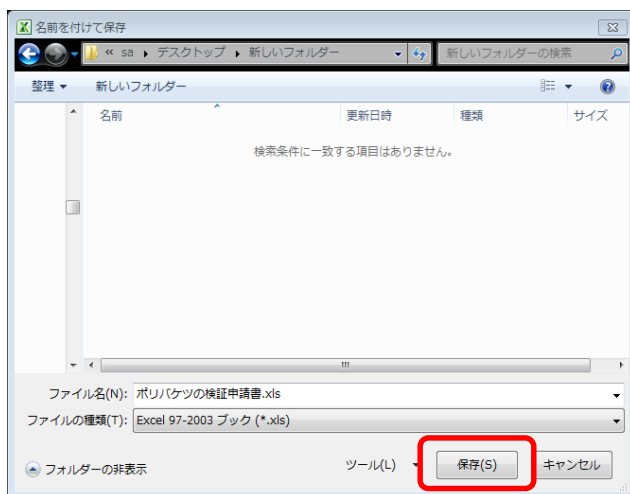 名前を付けて保存
« sa ▸ デスクトップ ▸ 新しいフォルダー 新しいフォルダーの検索
整理 ▼ 新しいフォルダー
名前 更新日時 種類 サイズ
検索条件に一致する項目はありません。
ファイル名(N): ポリバケツの検証申請書.xls
ファイルの種類(T): Excel 97-2003 ブック (*.xls)
フォルダーの非表示 ツール(L) ▼ 保存(S) キャンセル